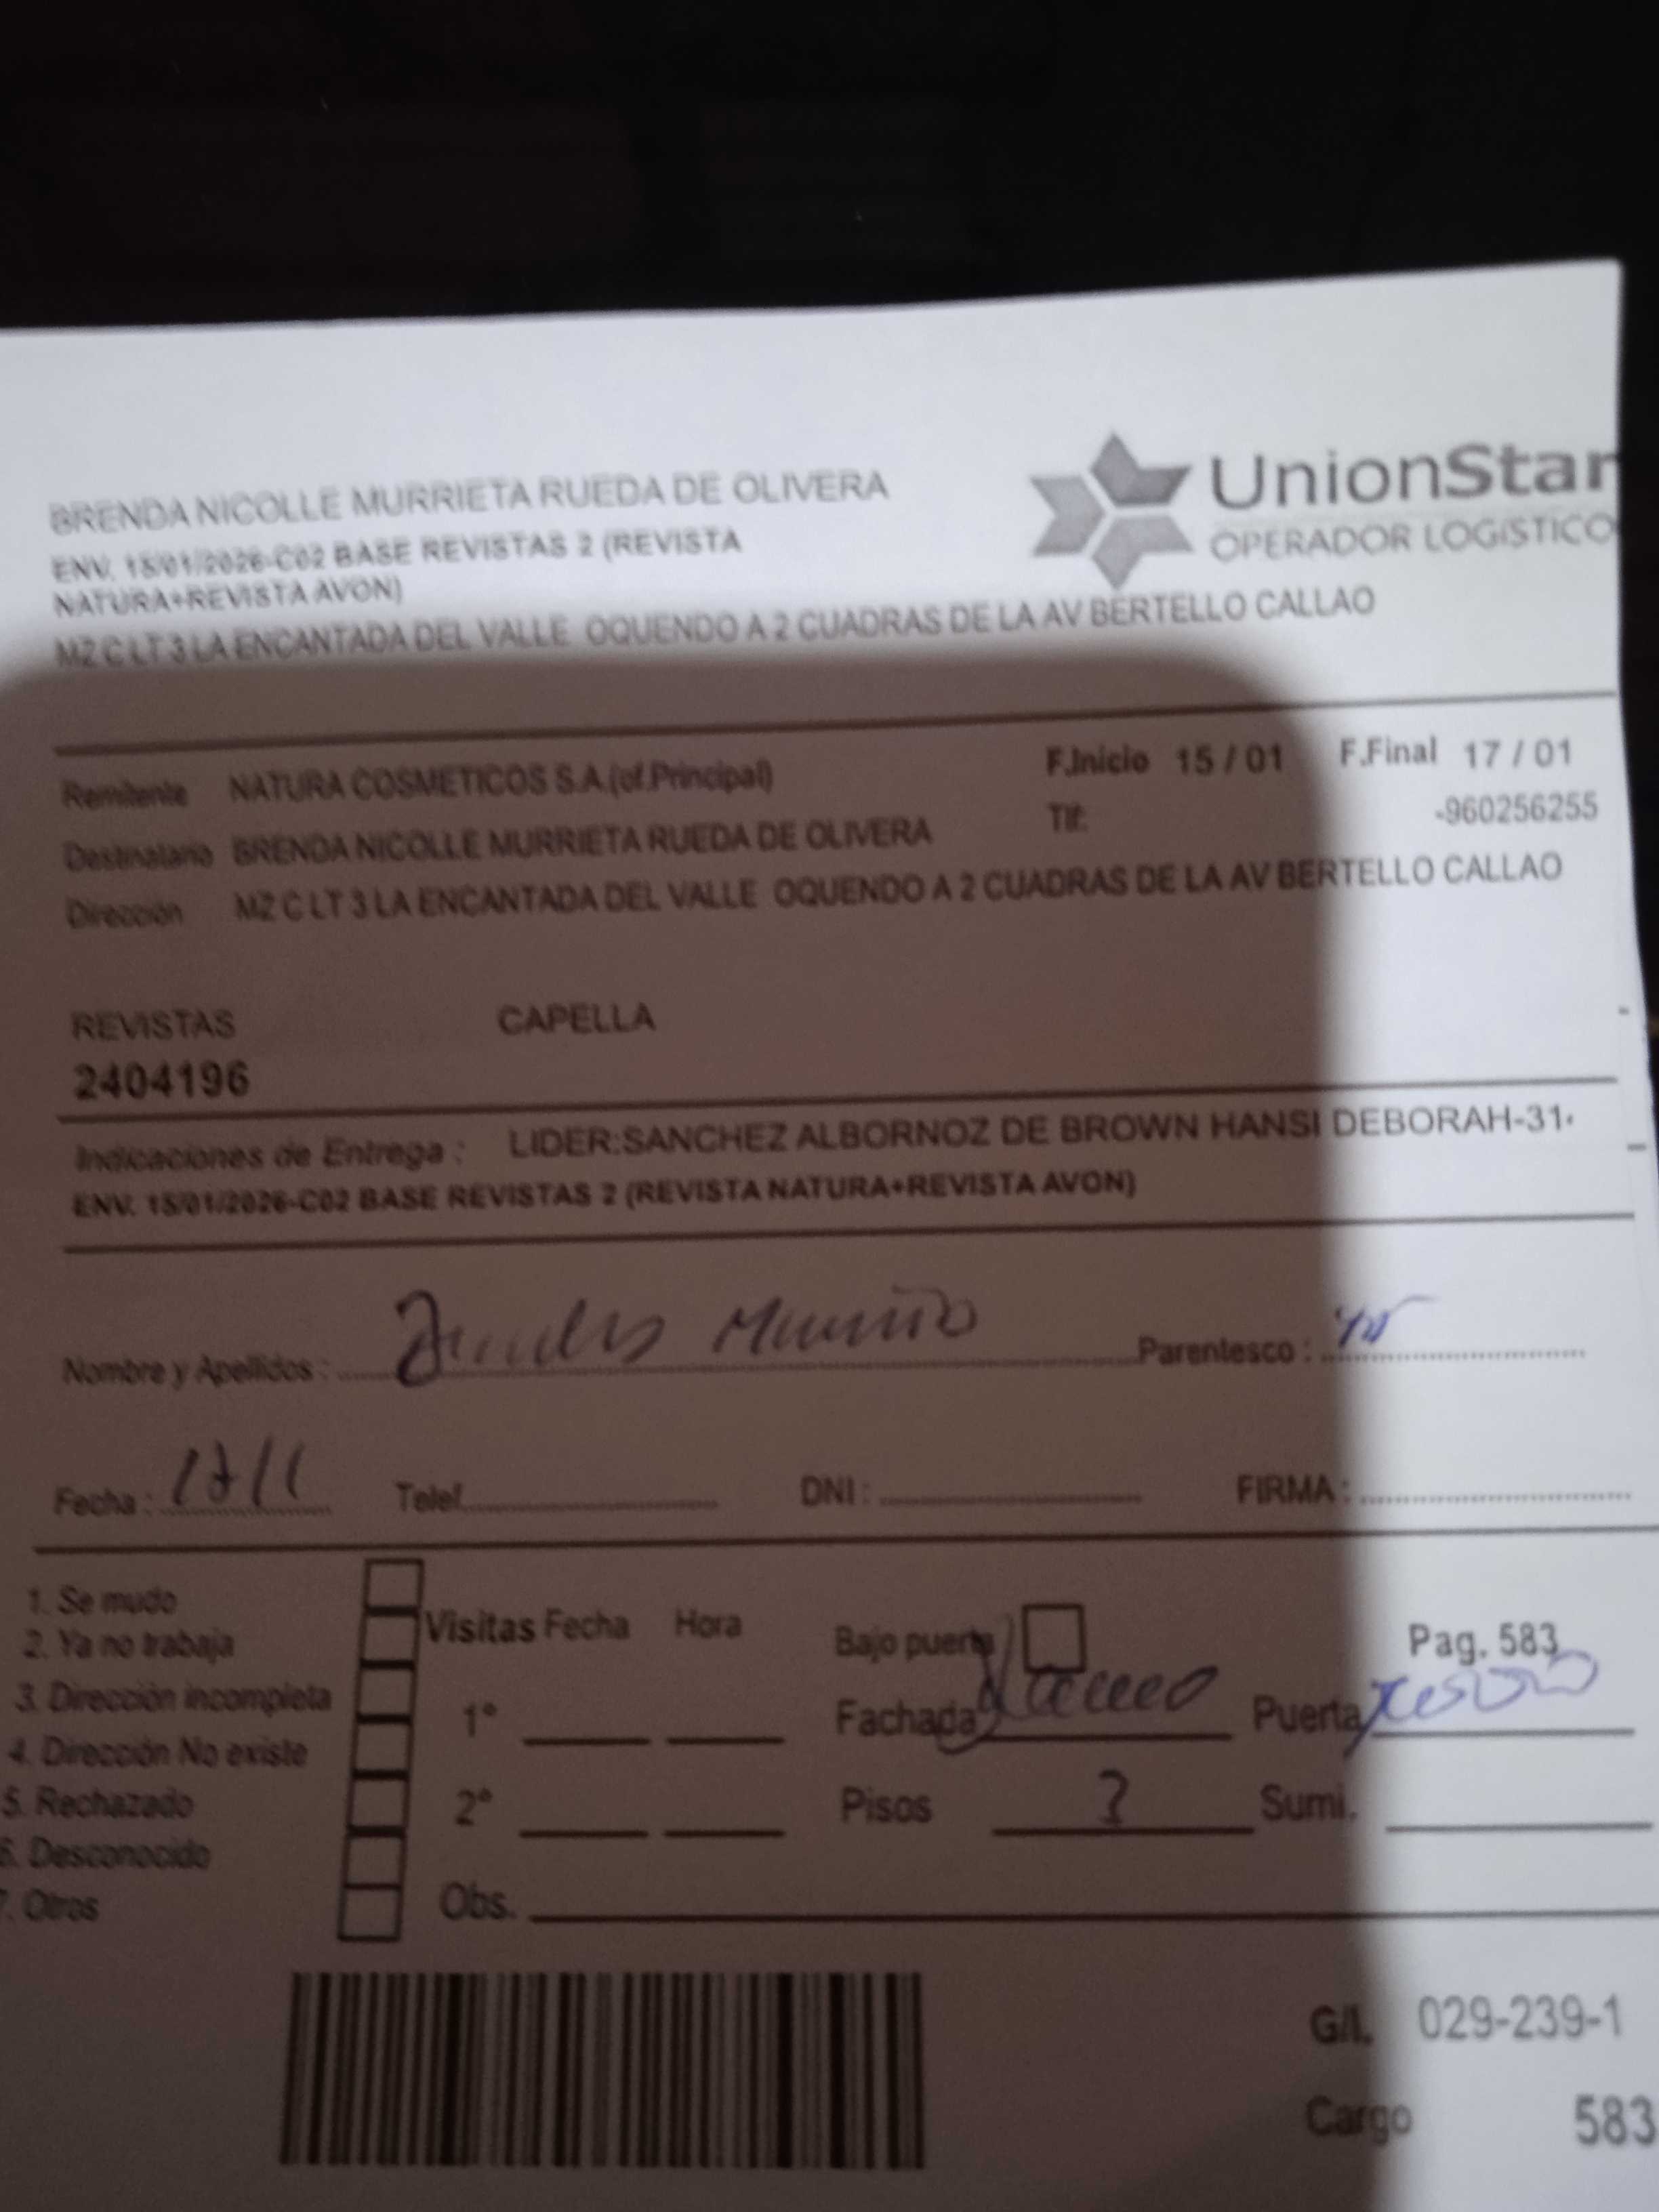 BRENDA NICOLLE MURRIETA RUEDA DE OLIVERA
UnionStar
OPERADOR LOGISTICO
ENV. 15/01/2026-C02 BASE REVISTAS 2 (REVISTA
NATURA+REVISTA AVON)
MZ C LT 3 LA ENCANTADA DEL VALLE OQUENDO A 2 CUADRAS DE LA AV BERTELLO CALLAO
Remitente NATURA COSMETICOS S.A.(of.Principal) F.Inicio 15 / 01 F.Final 17 / 01
Destinatario BRENDA NICOLLE MURRIETA RUEDA DE OLIVERA Tlf: -960256255
Dirección MZ C LT 3 LA ENCANTADA DEL VALLE OQUENDO A 2 CUADRAS DE LA AV BERTELLO CALLAO
REVISTAS CAPELLA
2404196
Indicaciones de Entrega : LIDER:SANCHEZ ALBORNOZ DE BROWN HANSI DEBORAH-31
ENV. 15/01/2026-C02 BASE REVISTAS 2 (REVISTA NATURA+REVISTA AVON)
Nombre y Apellidos : Parentesco :
Fecha : 17/1 Telef. DNI : FIRMA :
1. Se mudo
2. Ya no trabaja
3. Dirección incompleta
4. Dirección No existe
5. Rechazado
6. Desconocido
7. Otros
Visitas Fecha Hora
1°
2°
Obs.
Bajo puerta Pag. 583
Fachada Puerta
Pisos Sumi.
G/L 029-239-1
Cargo 583